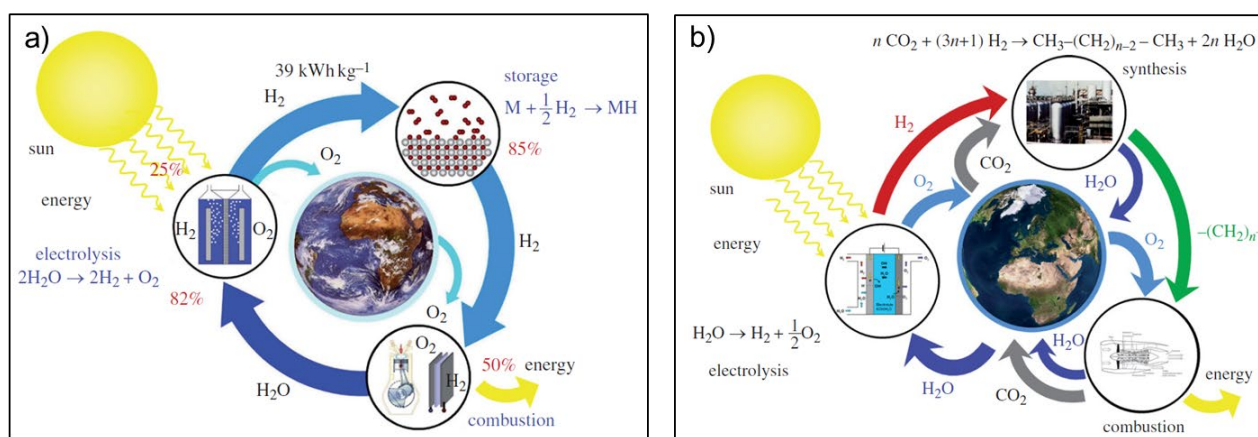 a)
39 kWh kg⁻¹
H₂
storage
M + 1/2 H₂ → MH
85%
sun
25%
O₂
energy
H₂ O₂
H₂
electrolysis
2H₂O → 2H₂ + O₂
82%
O₂
O₂
H₂
50% energy
H₂O
combustion
b)
n CO₂ + (3n+1) H₂ → CH₃–(CH₂)ₙ₋₂ – CH₃ + 2n H₂O
synthesis
H₂
CO₂
sun
O₂
H₂O
energy
O₂
–(CH₂)ₙ–
H₂O → H₂ + 1/2 O₂
H₂O
electrolysis
H₂O
CO₂
energy
combustion